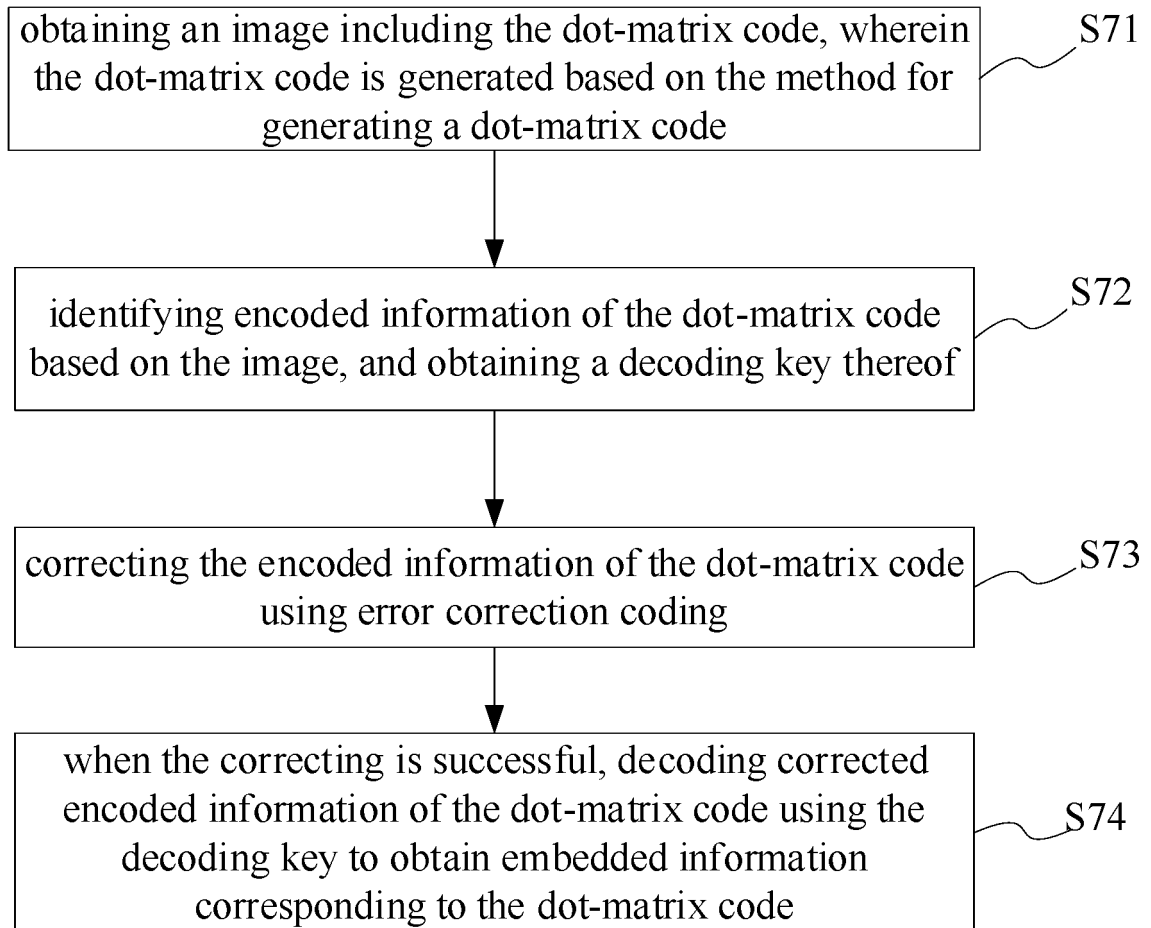 obtaining an image including the dot-matrix code, wherein
the dot-matrix code is generated based on the method for
generating a dot-matrix code
S71
identifying encoded information of the dot-matrix code
based on the image, and obtaining a decoding key thereof
S72
correcting the encoded information of the dot-matrix code
using error correction coding
S73
when the correcting is successful, decoding corrected
encoded information of the dot-matrix code using the
decoding key to obtain embedded information
corresponding to the dot-matrix code
S74